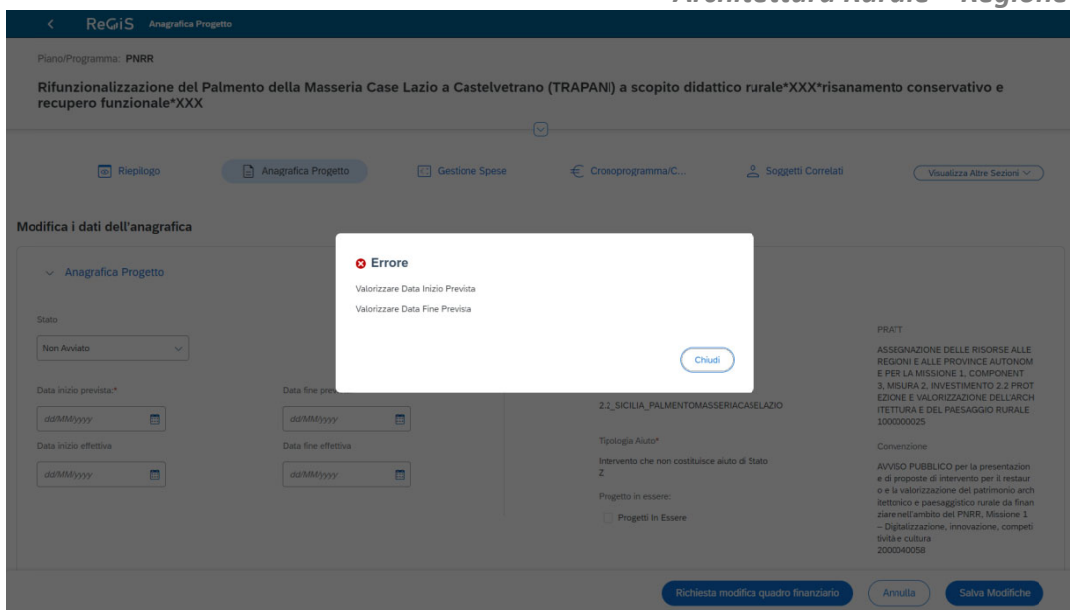 Architettura Rurale – Regione
ReGiS Anagrafica Progetto
Piano/Programma: PNRR
Rifunzionalizzazione del Palmento della Masseria Case Lazio a Castelvetrano (TRAPANI) a scopito didattico rurale*XXX*risanamento conservativo e
recupero funzionale*XXX
Riepilogo
Anagrafica Progetto
Gestione Spese
Cronoprogramma/C...
Soggetti Correlati
Visualizza Altre Sezioni
Modifica i dati dell'anagrafica
Anagrafica Progetto
Errore
Valorizzare Data Inizio Prevista
Valorizzare Data Fine Prevista
Chiudi
Stato
Non Avviato
Data inizio prevista:*
Data fine prev
dd/MM/yyyy
dd/MM/yyyy
Data inizio effettiva
Data fine effettiva
dd/MM/yyyy
dd/MM/yyyy
2.2_SICILIA_PALMENTOMASSERIACASELAZIO
Tipologia Aiuto*
Intervento che non costituisce aiuto di Stato
Z
Progetto in essere:
Progetti In Essere
PRATT
ASSEGNAZIONE DELLE RISORSE ALLE
REGIONI E ALLE PROVINCE AUTONOM
E PER LA MISSIONE 1, COMPONENT
3, MISURA 2, INVESTIMENTO 2.2 PROT
EZIONE E VALORIZZAZIONE DELL'ARCH
ITETTURA E DEL PAESAGGIO RURALE
1000000025
Convenzione
AVVISO PUBBLICO per la presentazion
e di proposte di intervento per il restaur
o e la valorizzazione del patrimonio arch
itettonico e paesaggistico rurale da finan
ziare nell'ambito del PNRR, Missione 1
– Digitalizzazione, innovazione, competi
tività e cultura
2000040058
Richiesta modifica quadro finanziario
Annulla
Salva Modifiche